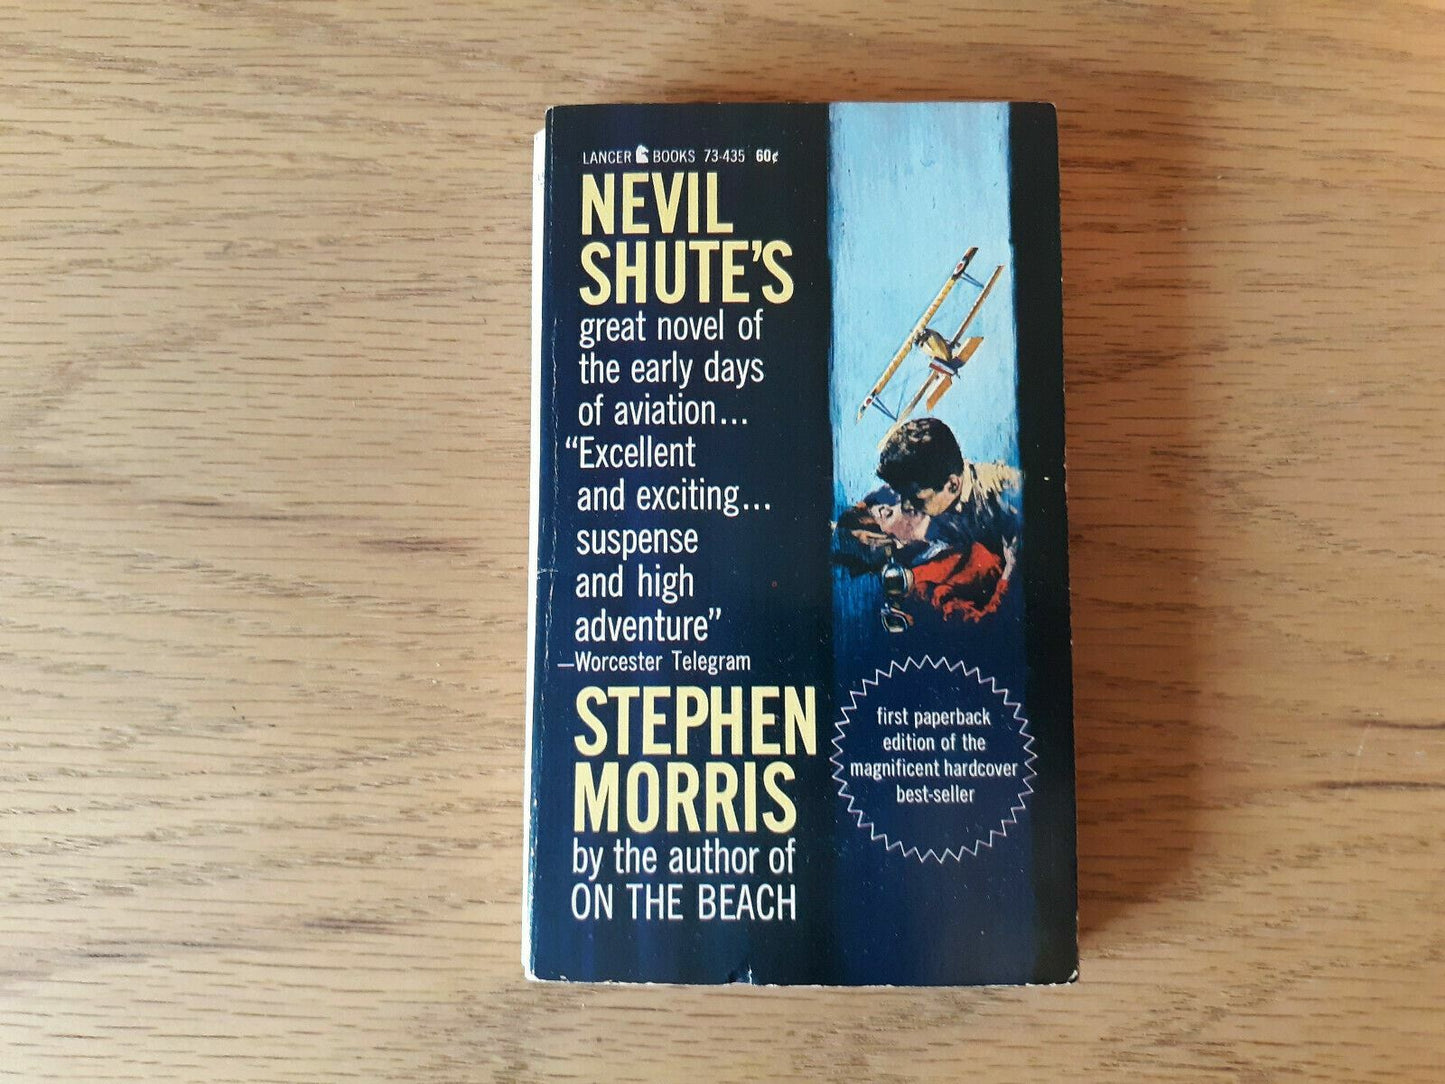 LANCER BOOKS 73-435 60¢
NEVIL
SHUTE'S
great novel of
the early days
of aviation...
“Excellent
and exciting...
suspense
and high
adventure”
—Worcester Telegram
STEPHEN
MORRIS
by the author of
ON THE BEACH
first paperback
edition of the
magnificent hardcover
best-seller